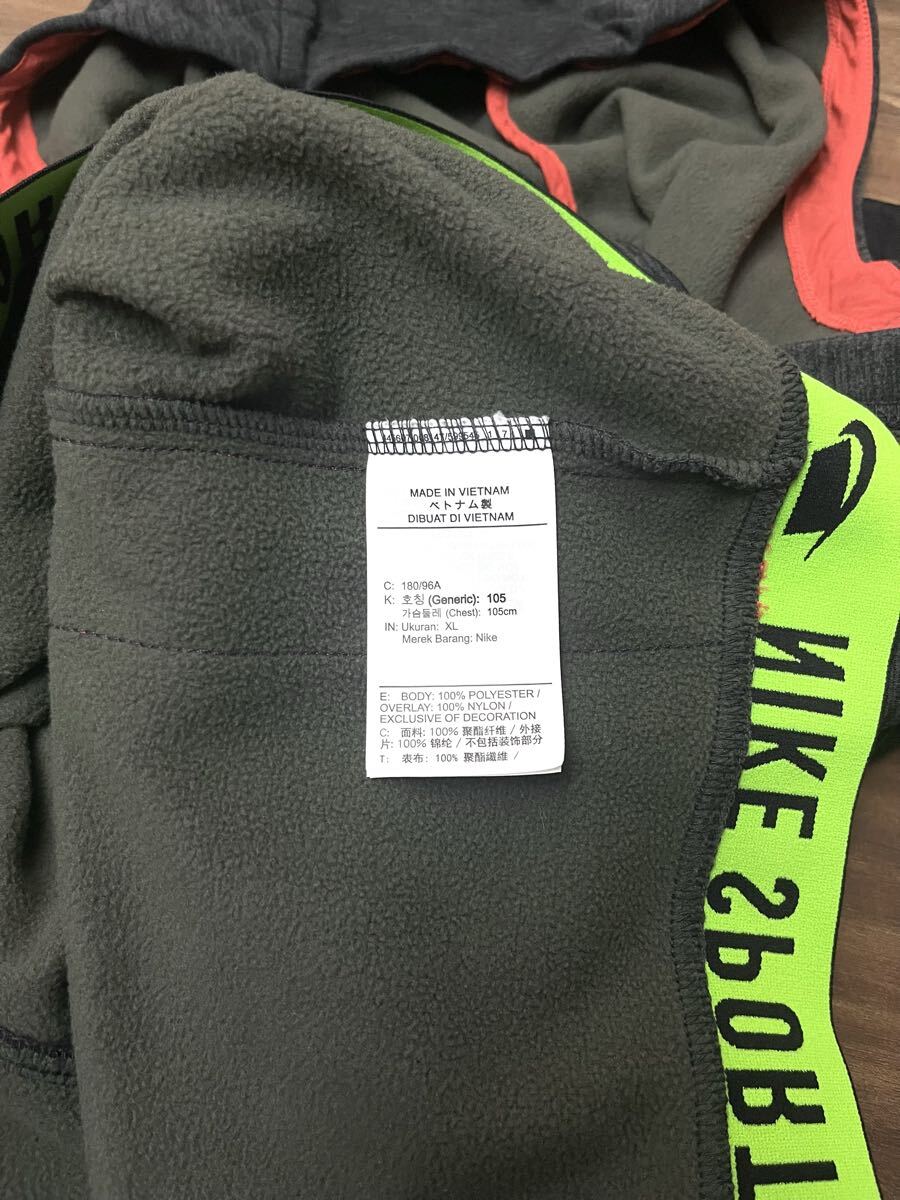 MADE IN VIETNAM
ベトナム製
DIBUAT DI VIETNAM
C: 180/96A
K: 호칭 (Generic): 105
가슴둘레 (Chest): 105cm
IN: Ukuran: XL
Merek Barang: Nike
E: BODY: 100% POLYESTER /
OVERLAY: 100% NYLON /
EXCLUSIVE OF DECORATION
C: 面料: 100% 聚酯纤维 / 外接
片: 100% 锦纶 / 不包括装饰部分
T: 表布: 100% 聚酯纖維 /
NIKE SPORT